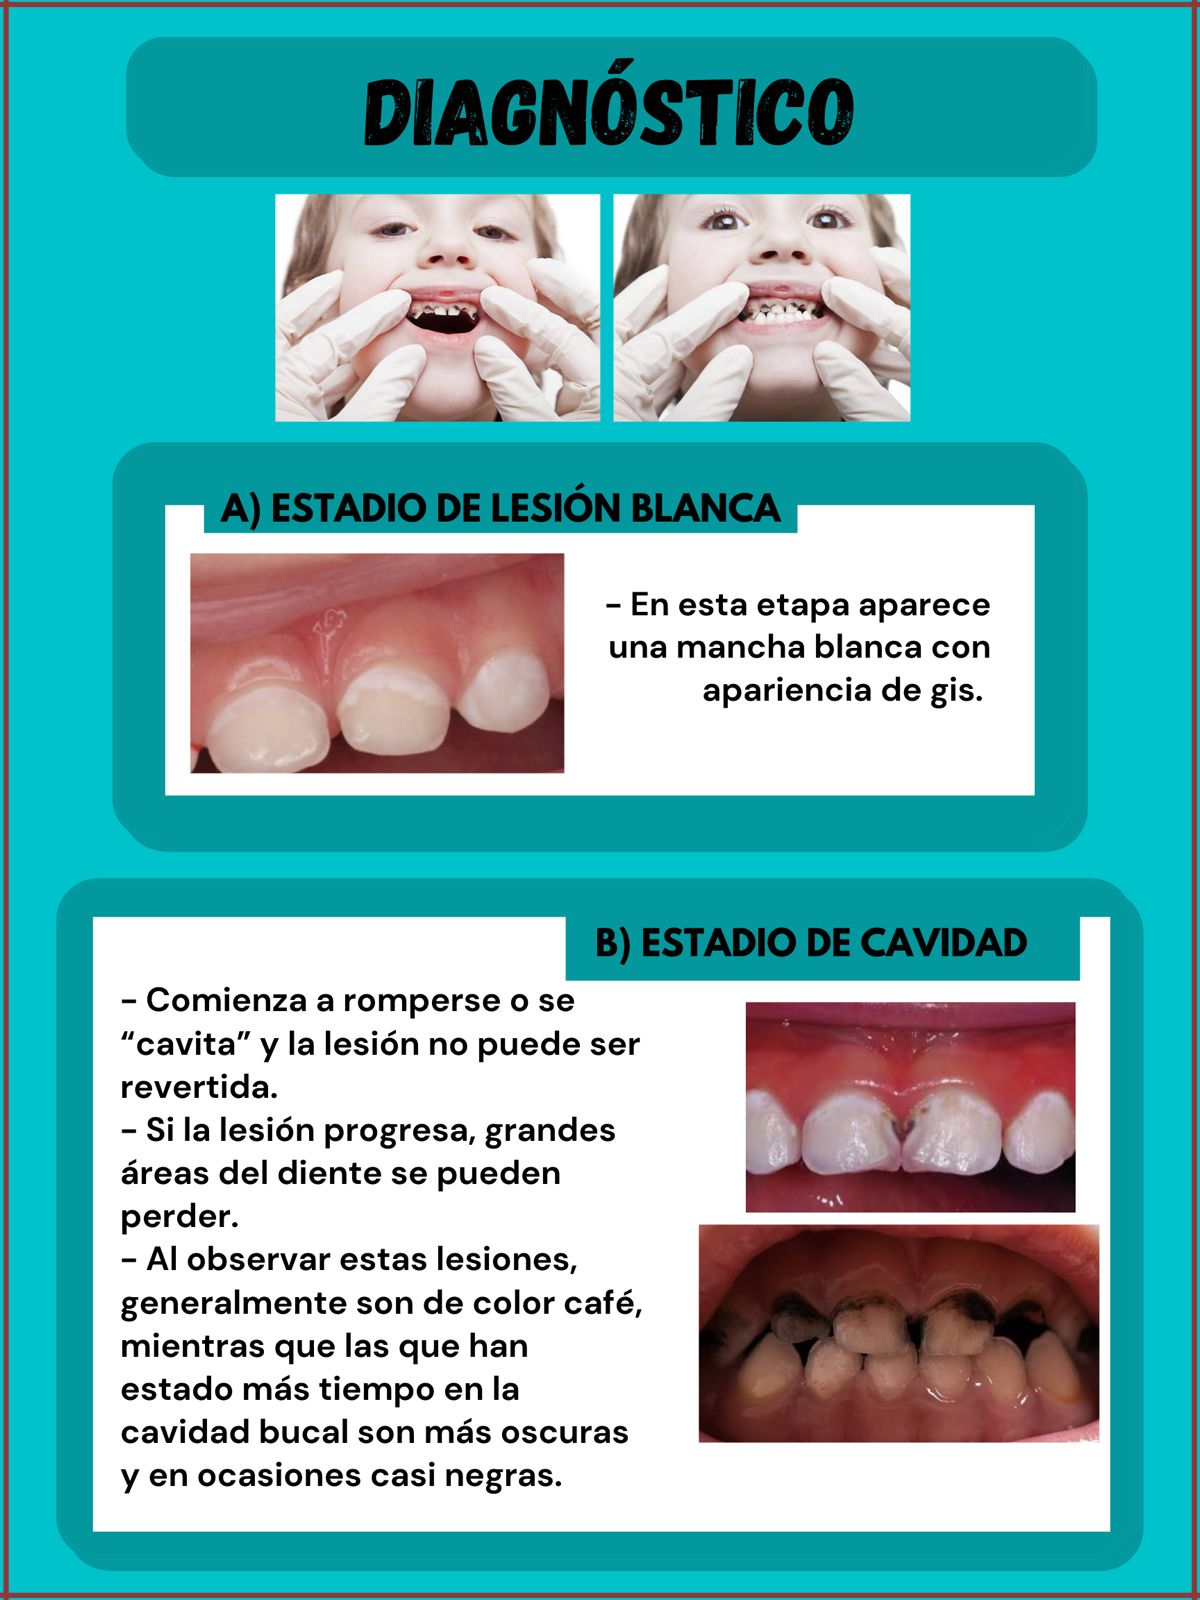 DIAGNÓSTICO
A) ESTADIO DE LESIÓN BLANCA
- En esta etapa aparece
una mancha blanca con
apariencia de gis.
B) ESTADIO DE CAVIDAD
- Comienza a romperse o se
“cavita” y la lesión no puede ser
revertida.
- Si la lesión progresa, grandes
áreas del diente se pueden
perder.
- Al observar estas lesiones,
generalmente son de color café,
mientras que las que han
estado más tiempo en la
cavidad bucal son más oscuras
y en ocasiones casi negras.